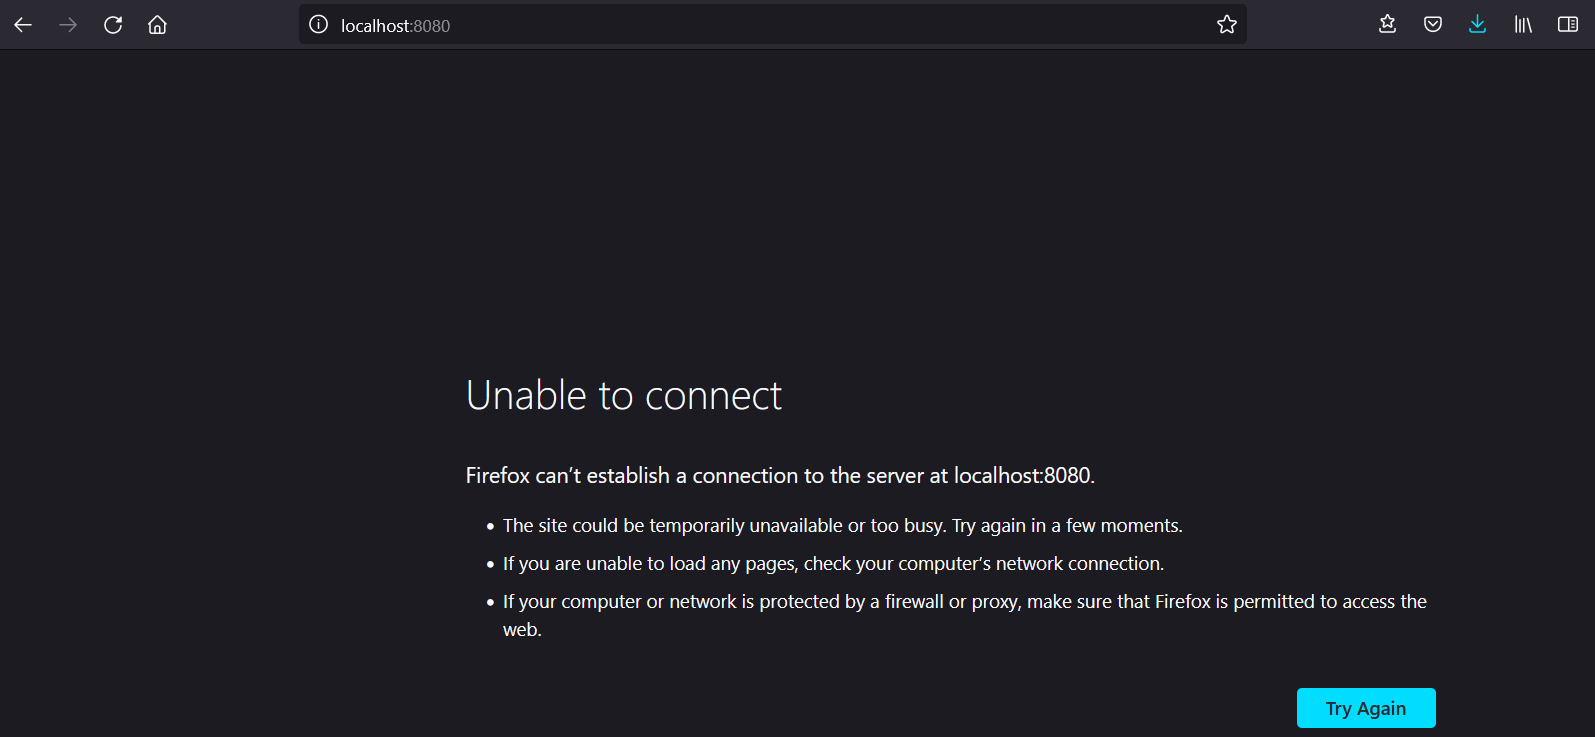 localhost:8080
Unable to connect
Firefox can’t establish a connection to the server at localhost:8080.
• The site could be temporarily unavailable or too busy. Try again in a few moments.
• If you are unable to load any pages, check your computer’s network connection.
• If your computer or network is protected by a firewall or proxy, make sure that Firefox is permitted to access the
web.
Try Again